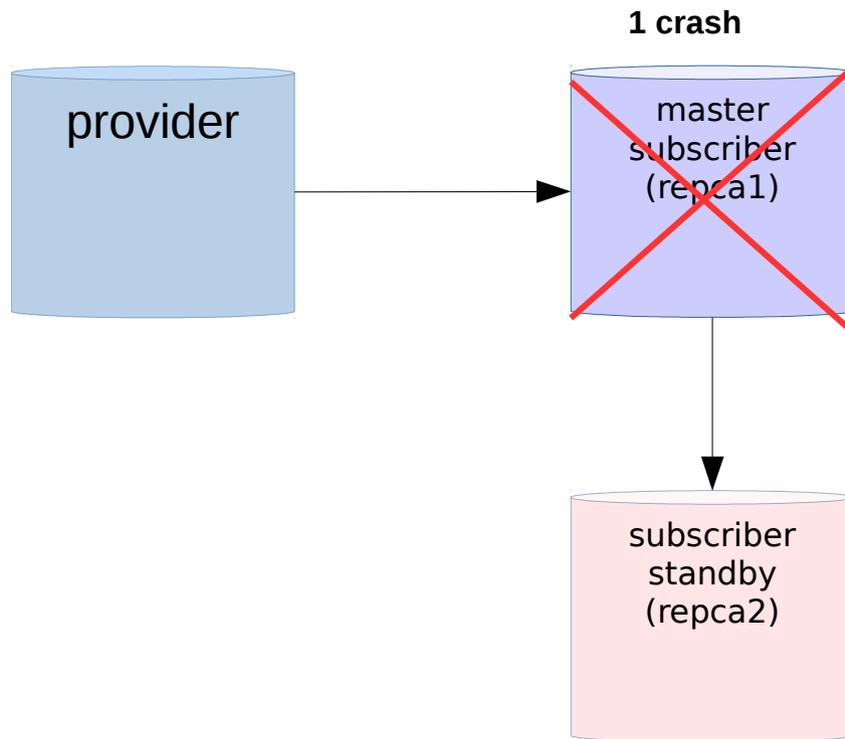 1 crash
provider
master
subscriber
(repca1)
subscriber
standby
(repca2)